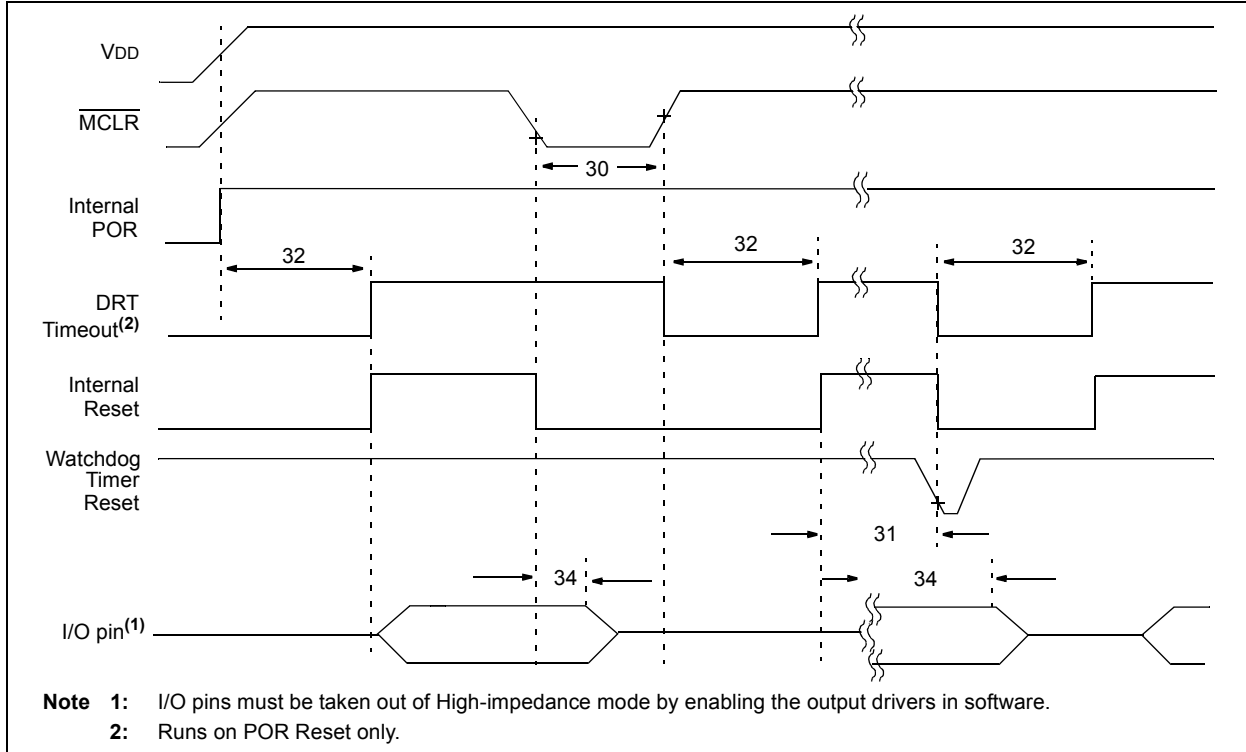 VDD
MCLR
30
Internal
POR
32
32
32
DRT
Timeout(2)
Internal
Reset
Watchdog
Timer
Reset
31
34
34
I/O pin(1)
Note 1: I/O pins must be taken out of High-impedance mode by enabling the output drivers in software.
2: Runs on POR Reset only.